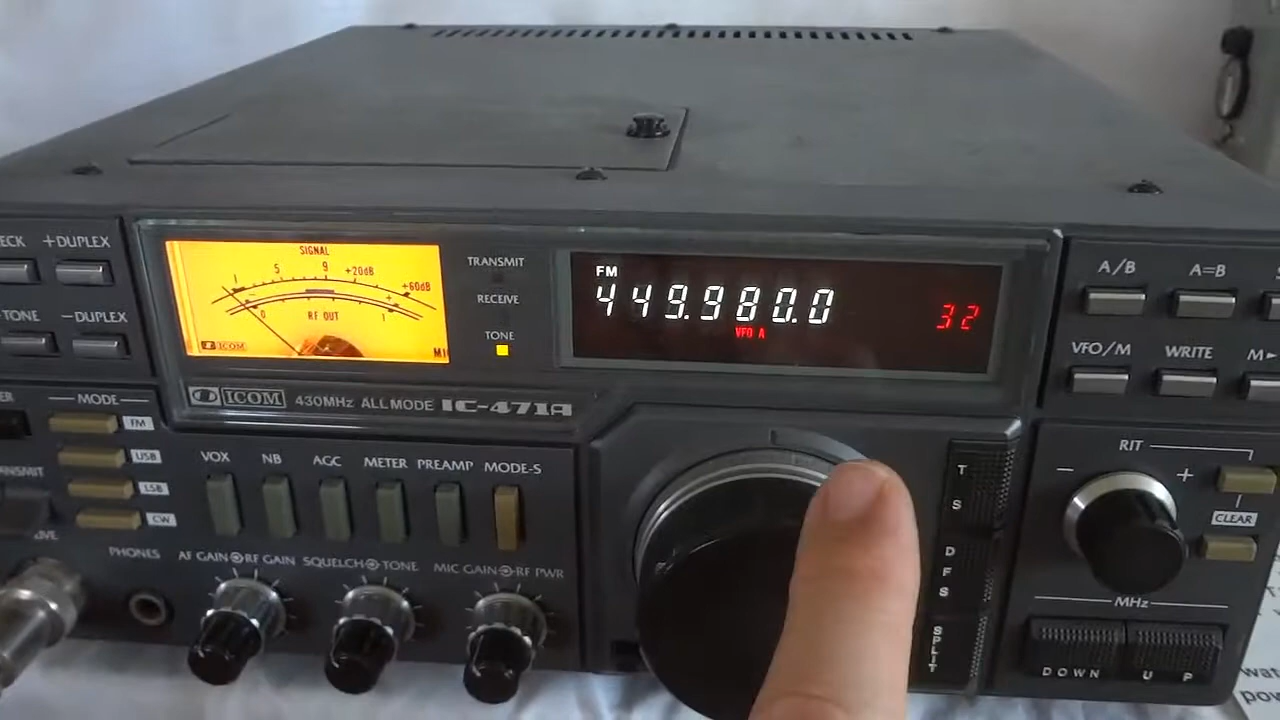 +DUPLEX
TONE
-DUPLEX
SIGNAL
1 5 9 +20dB +60dB
0 RF OUT 1
ICOM
TRANSMIT
RECEIVE
TONE
FM
449.980.0
VFO A
32
A/B A=B
VFO/M WRITE M►
ICOM 430MHz ALL MODE IC-471A
MODE
FM
USB
LSB
CW
VOX NB AGC METER PREAMP MODE-S
PHONES
AF GAIN RF GAIN SQUELCH TONE MIC GAIN RF PWR
TS
DFS
SPLIT
RIT
- +
CLEAR
MHz
DOWN UP